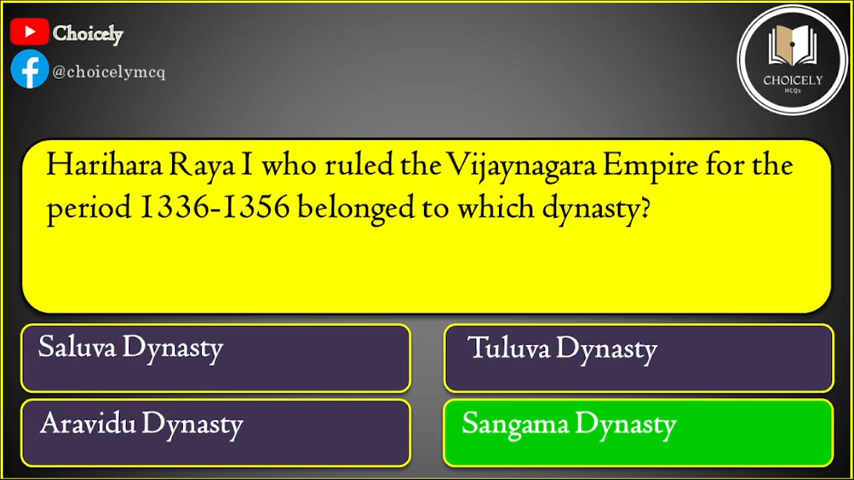 Choicely
@choicelymcq
CHOICELY
MCQs
Harihara Raya I who ruled the Vijaynagara Empire for the
period 1336-1356 belonged to which dynasty?
Saluva Dynasty
Tuluva Dynasty
Aravidu Dynasty
Sangama Dynasty